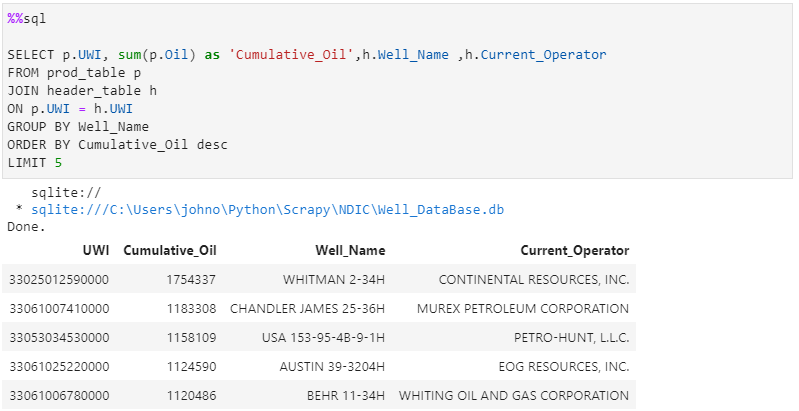 %%sql
SELECT p.UWI, sum(p.Oil) as 'Cumulative_Oil',h.Well_Name ,h.Current_Operator
FROM prod_table p
JOIN header_table h
ON p.UWI = h.UWI
GROUP BY Well_Name
ORDER BY Cumulative_Oil desc
LIMIT 5
sqlite://
* sqlite:///C:\Users\johno\Python\Scrapy\NDIC\Well_DataBase.db
Done.
UWI Cumulative_Oil Well_Name Current_Operator
33025012590000 1754337 WHITMAN 2-34H CONTINENTAL RESOURCES, INC.
33061007410000 1183308 CHANDLER JAMES 25-36H MUREX PETROLEUM CORPORATION
33053034530000 1158109 USA 153-95-4B-9-1H PETRO-HUNT, L.L.C.
33061025220000 1124590 AUSTIN 39-3204H EOG RESOURCES, INC.
33061006780000 1120486 BEHR 11-34H WHITING OIL AND GAS CORPORATION